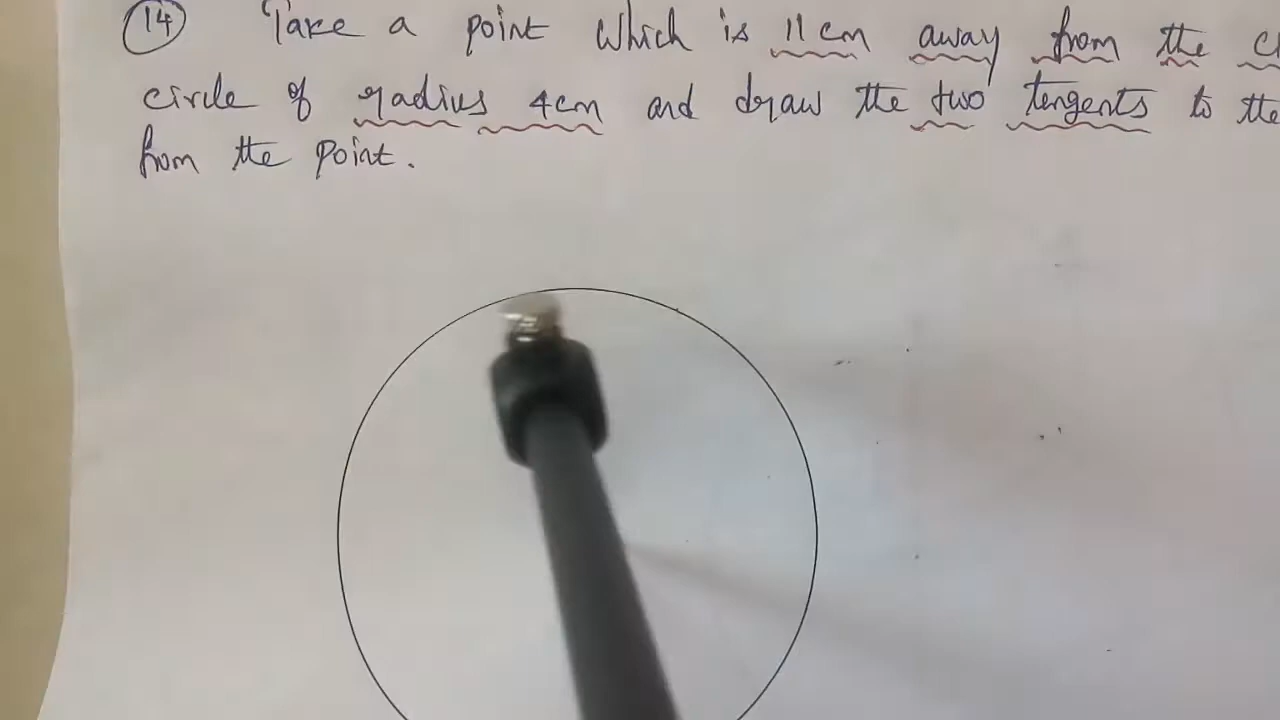 14 Take a point which is 11 cm away from the
circle of radius 4cm and draw the two tengents to the
from the point.